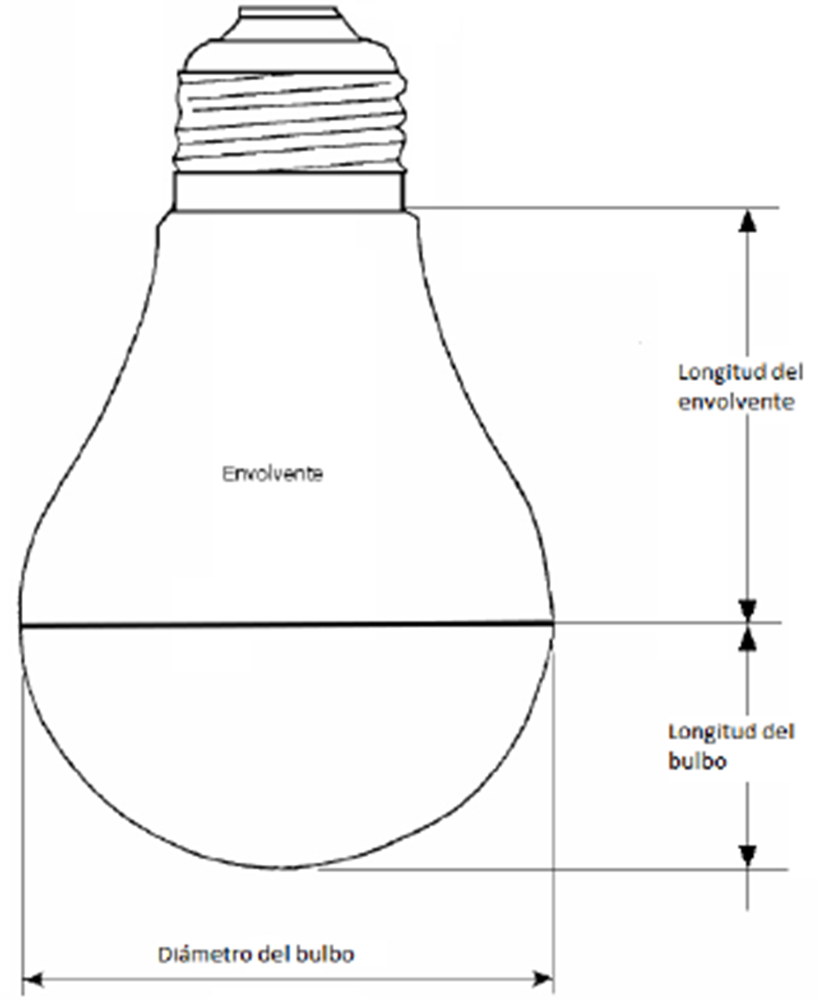 Longitud del
envolvente
Envolvente
Longitud del
bulbo
Diámetro del bulbo